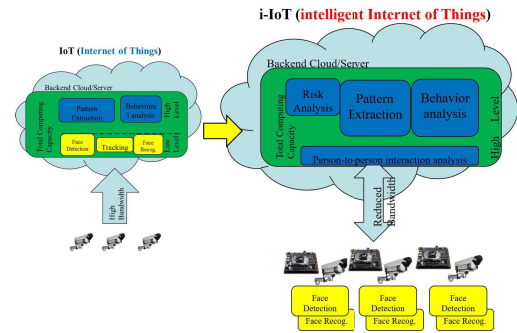 i-IoT (intelligent Internet of Things)
IoT (Internet of Things)
Backend Cloud/Server
Total Computing
Capacity
Pattern
Extraction
Behaviora
l analysis
High
Level
Face
Detection
Tracking
Face
Recog.
Low
Level
High
Bandwidth
Backend Cloud/Server
Total Computing
Capacity
Risk
Analysis
Pattern
Extraction
Behavior
analysis
High Level
Person-to-person interaction analysis
Reduced
Bandwidth
Face
Detection
Face Recog.
Face
Detection
Face Recog.
Face
Detection
Face Recog.